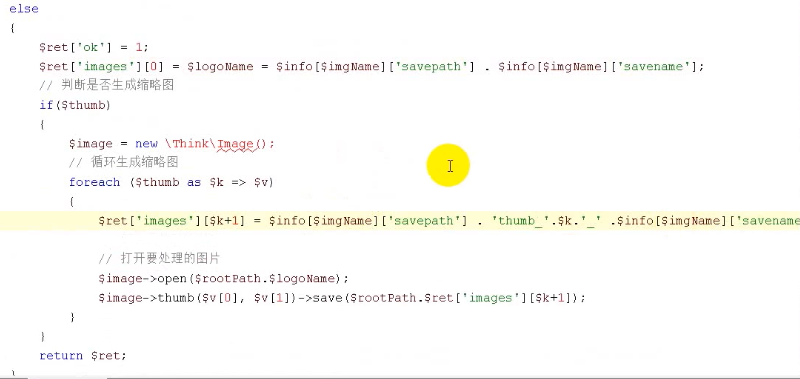 else
{
$ret['ok'] = 1;
$ret['images'][0] = $logoName = $info[$imgName]['savepath'] . $info[$imgName]['savename'];
// 判断是否生成缩略图
if($thumb)
{
$image = new \Think\Image();
// 循环生成缩略图
foreach ($thumb as $k => $v)
{
$ret['images'][$k+1] = $info[$imgName]['savepath'] . 'thumb_'.$k.'_' .$info[$imgName]['savename
// 打开要处理的图片
$image->open($rootPath.$logoName);
$image->thumb($v[0], $v[1])->save($rootPath.$ret['images'][$k+1]);
}
}
return $ret;
}